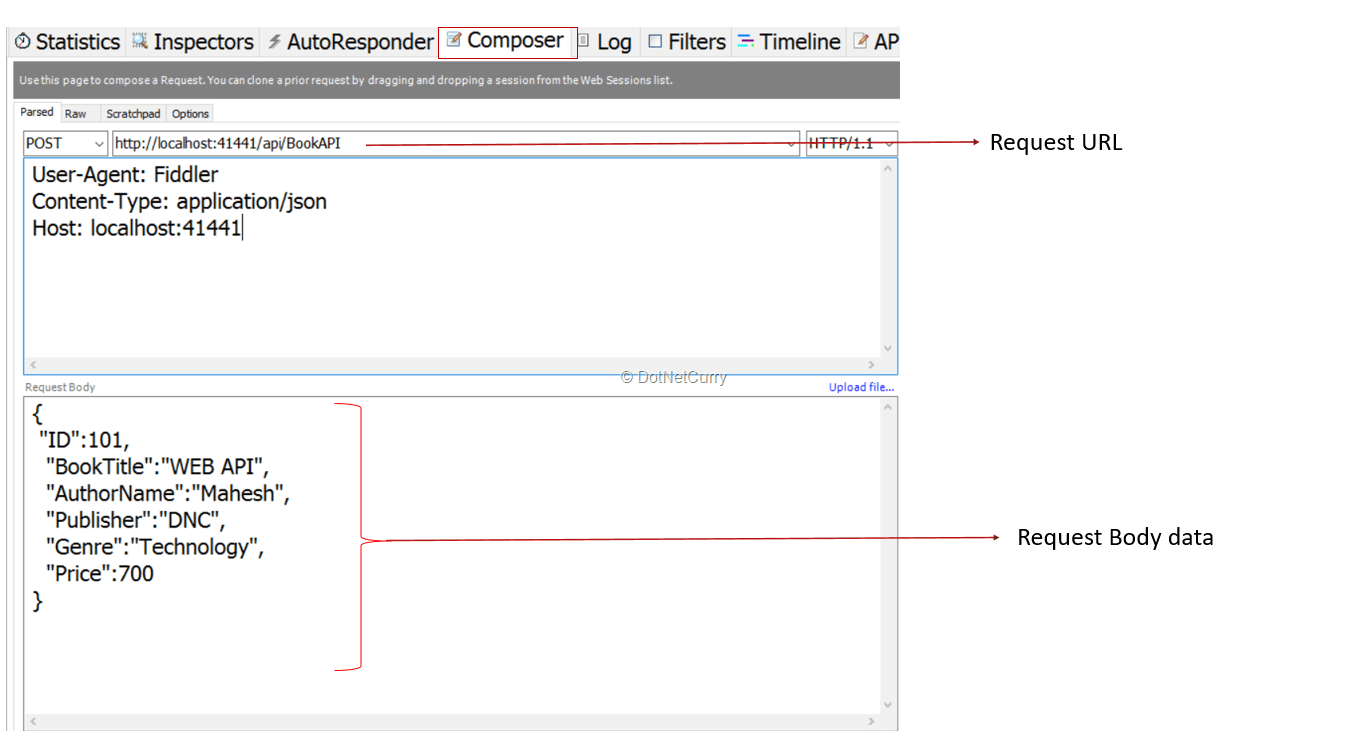 Statistics Inspectors AutoResponder Composer Log Filters Timeline AP
Use this page to compose a Request. You can clone a prior request by dragging and dropping a session from the Web Sessions list.
Parsed Raw Scratchpad Options
POST http://localhost:41441/api/BookAPI HTTP/1.1 Request URL
User-Agent: Fiddler
Content-Type: application/json
Host: localhost:41441
© DotNetCurry
Request Body Upload file...
{
"ID":101,
"BookTitle":"WEB API",
"AuthorName":"Mahesh",
"Publisher":"DNC",
Request Body data
"Genre":"Technology",
"Price":700
}